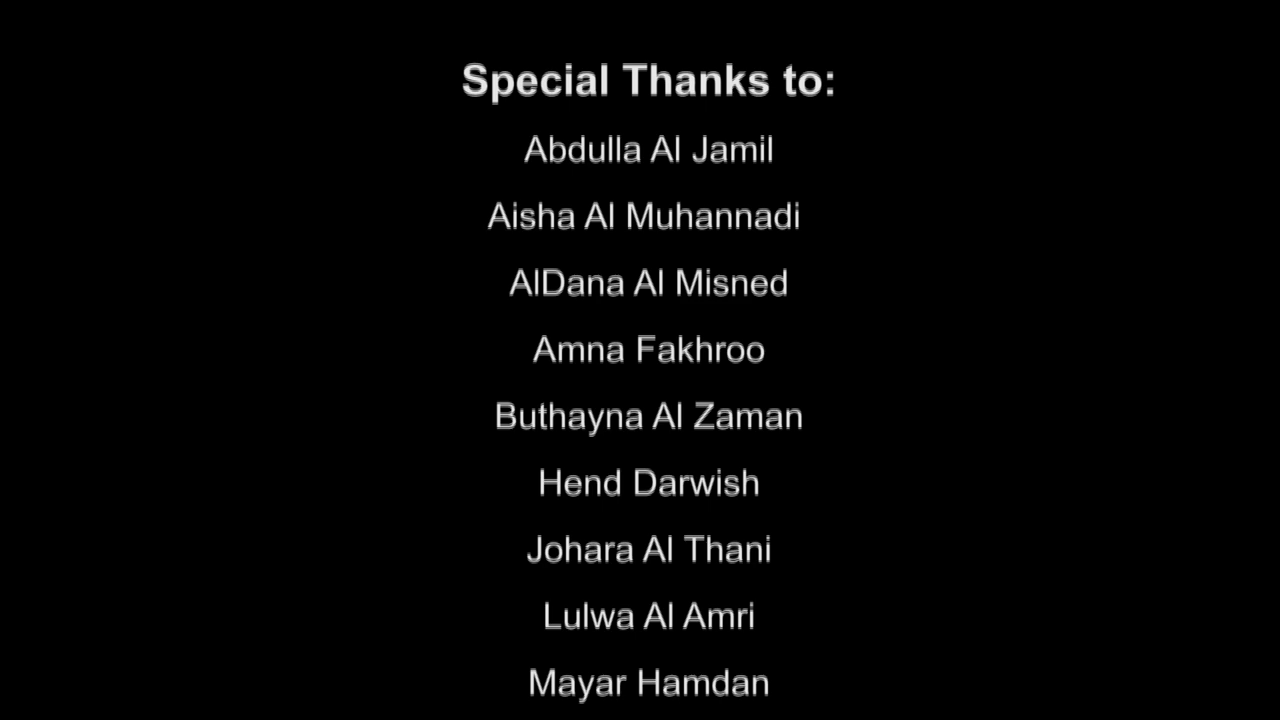 Special Thanks to:
Abdulla Al Jamil
Aisha Al Muhannadi
AlDana Al Misned
Amna Fakhroo
Buthayna Al Zaman
Hend Darwish
Johara Al Thani
Lulwa Al Amri
Mayar Hamdan